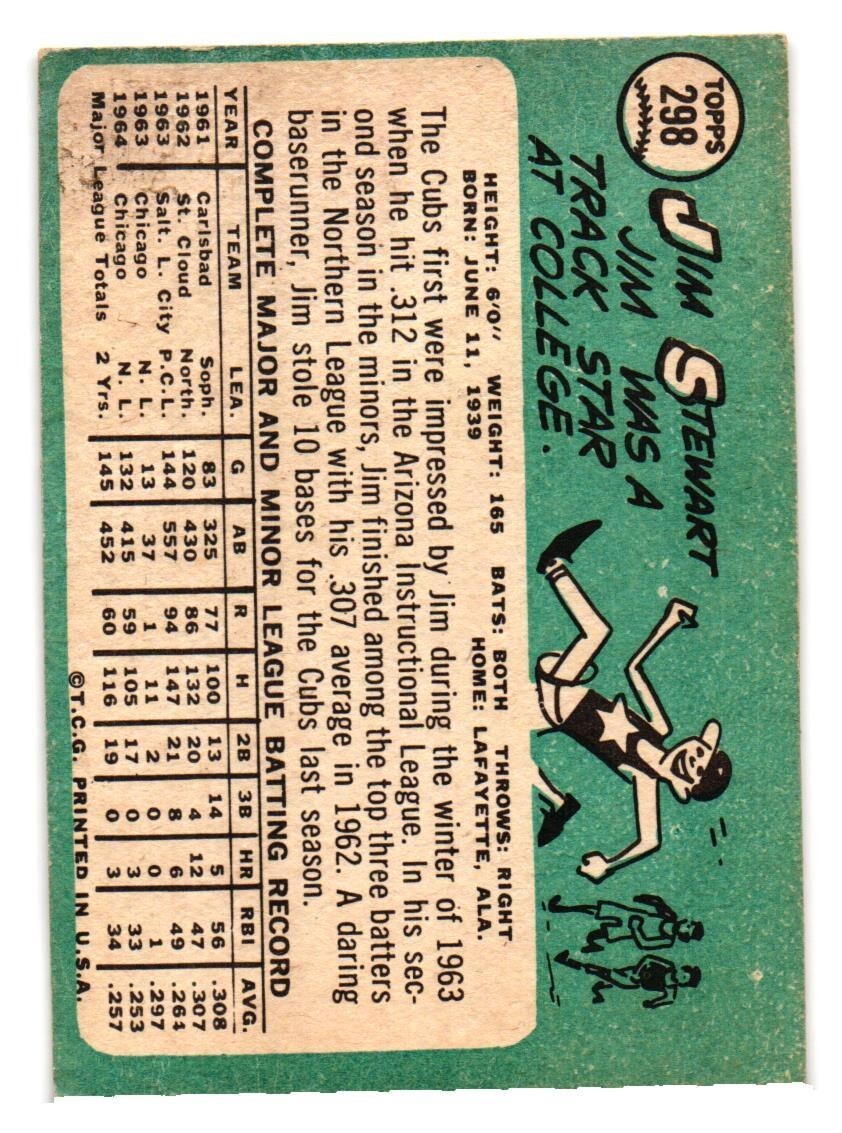 TOPPS
298
JIM STEWART
JIM WAS A
TRACK STAR
AT COLLEGE.
HEIGHT: 6'0" WEIGHT: 165 BATS: BOTH THROWS: RIGHT
BORN: JUNE 11, 1939 HOME: LAFAYETTE, ALA.
The Cubs first were impressed by Jim during the winter of 1963
when he hit .312 in the Arizona Instructional League. In his sec-
ond season in the minors, Jim finished among the top three batters
in the Northern League with his .307 average in 1962. A daring
baserunner, Jim stole 10 bases for the Cubs last season.
COMPLETE MAJOR AND MINOR LEAGUE BATTING RECORD
YEAR TEAM LEA. G AB R H 2B 3B HR RBI AVG.
1961 Carlsbad Soph. 83 325 77 100 13 14 5 56 .308
1962 St. Cloud North. 120 430 86 132 20 4 12 47 .307
1963 Salt. L. City P.C.L. 144 557 94 147 21 8 6 49 .264
1963 Chicago N. L. 13 37 1 11 2 0 0 1 .297
1964 Chicago N. L. 132 415 59 105 17 0 3 33 .253
Major League Totals 2 Yrs. 145 452 60 116 19 0 3 34 .257
©T.C.G. PRINTED IN U.S.A.